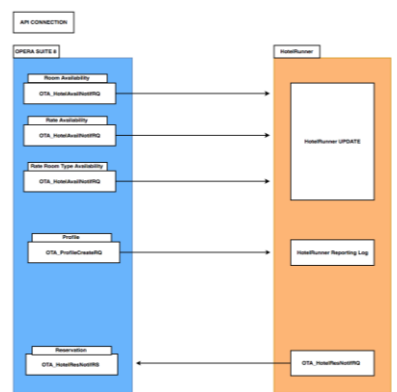 API CONNECTION
OPERA SUITE 8
HotelRunner
Room Availability
OTA_HotelAvailNotifRQ
Rate Availability
OTA_HotelAvailNotifRQ
HotelRunner UPDATE
Rate Room Type Availability
OTA_HotelAvailNotifRQ
Profile
OTA_ProfileCreateRQ
HotelRunner Reporting Log
Reservation
OTA_HotelResNotifRS
OTA_HotelResNotifRQ